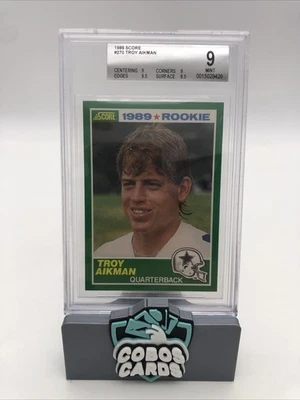 1989 SCORE
#270 TROY AIKMAN
9
MINT
CENTERING 9 CORNERS 9
EDGES 9.5 SURFACE 9.5
SCORE
1989 ★ ROOKIE
TROY
AIKMAN
QUARTERBACK
COBOS
CARDS